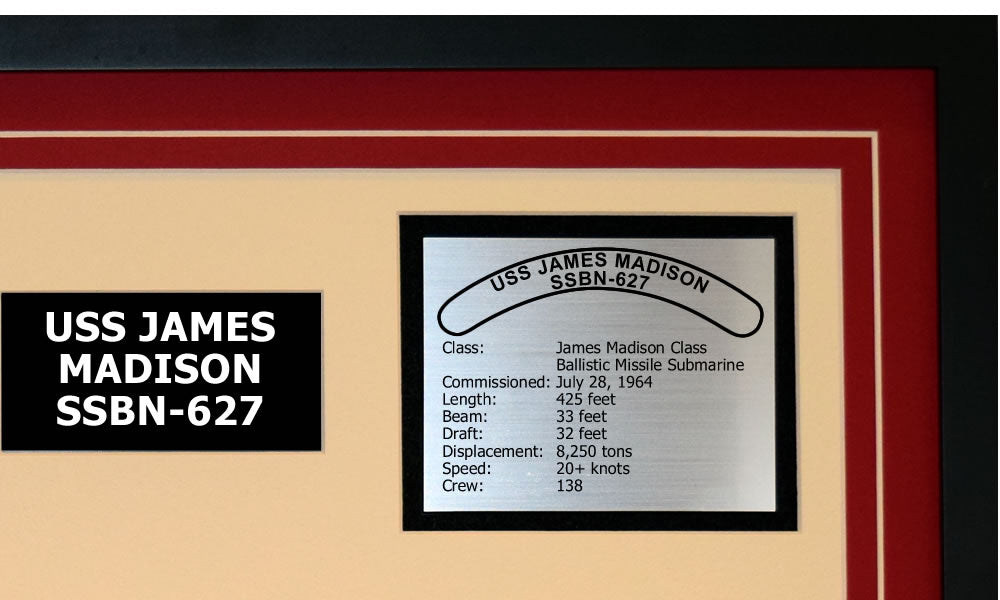 USS JAMES
MADISON
SSBN-627
USS JAMES MADISON
SSBN-627
Class: James Madison Class
Ballistic Missile Submarine
Commissioned: July 28, 1964
Length: 425 feet
Beam: 33 feet
Draft: 32 feet
Displacement: 8,250 tons
Speed: 20+ knots
Crew: 138